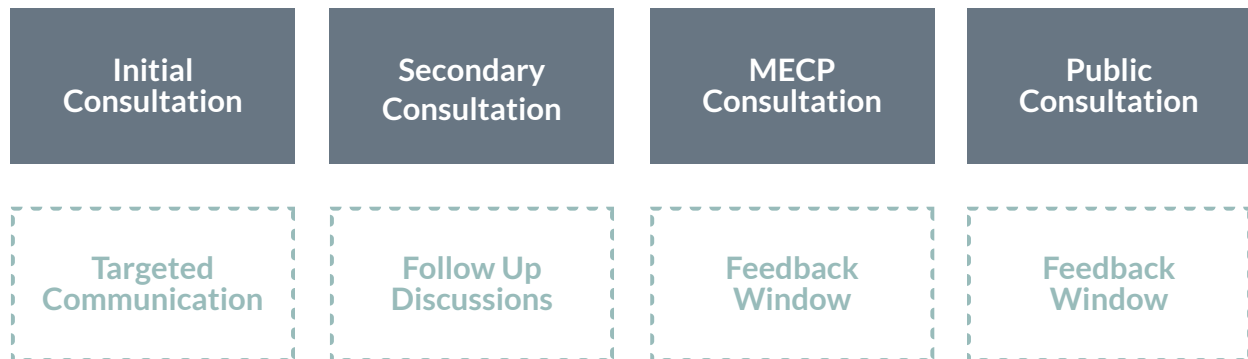 Initial
Consultation
Secondary
Consultation
MECP
Consultation
Public
Consultation
Targeted
Communication
Follow Up
Discussions
Feedback
Window
Feedback
Window